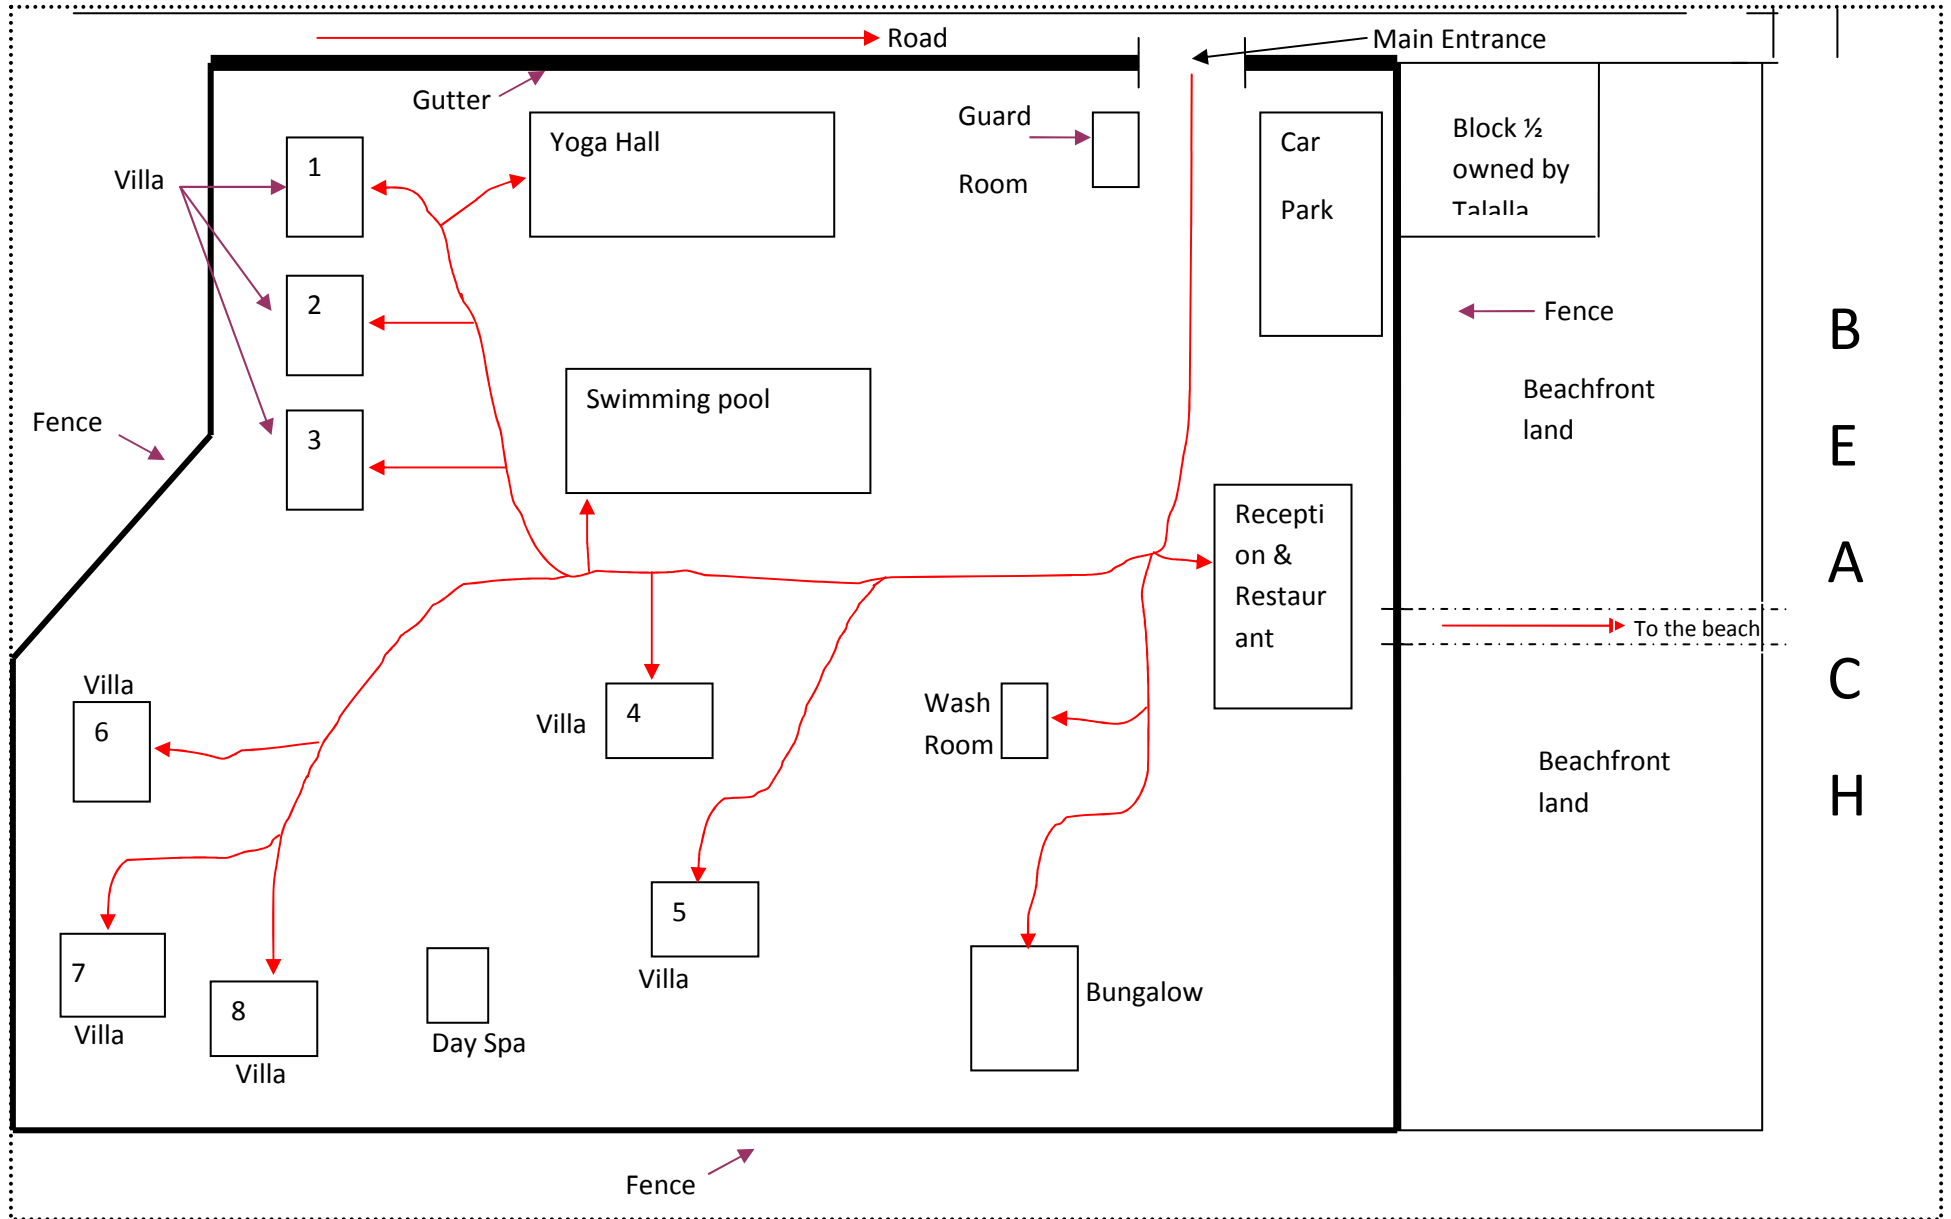 Road
Main Entrance
Gutter
Guard
Room
Yoga Hall
Car
Park
Block ½
owned by
Talalla
Villa
1
2
3
Fence
Fence
Swimming pool
Beachfront
land
B
E
A
C
H
Recepti
on &
Restaur
ant
To the beach
Villa
6
Villa
4
Wash
Room
Beachfront
land
7
Villa
8
Villa
Day Spa
5
Villa
Bungalow
Fence